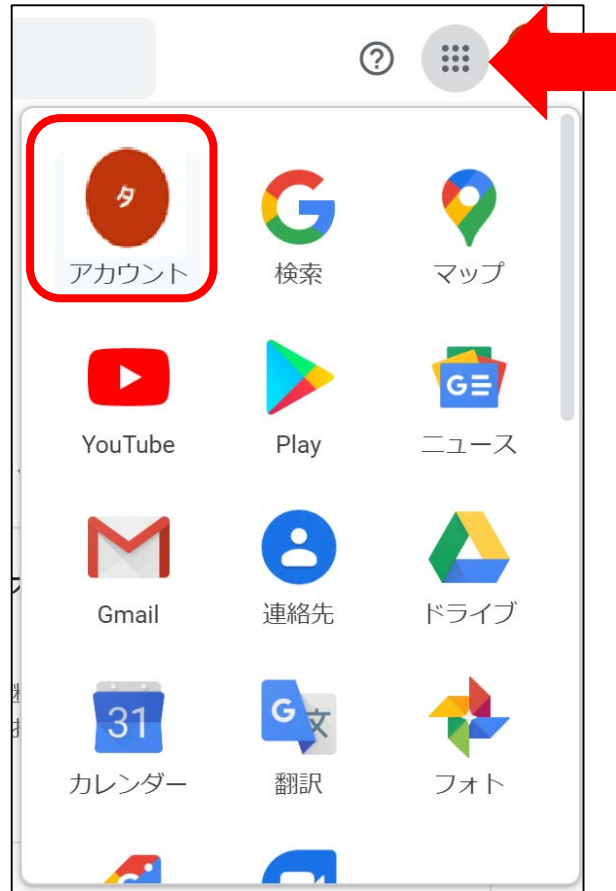 タ
アカウント 検索 マップ
YouTube Play G ニュース
Gmail 連絡先 ドライブ
31 G 文
カレンダー 翻訳 フォト